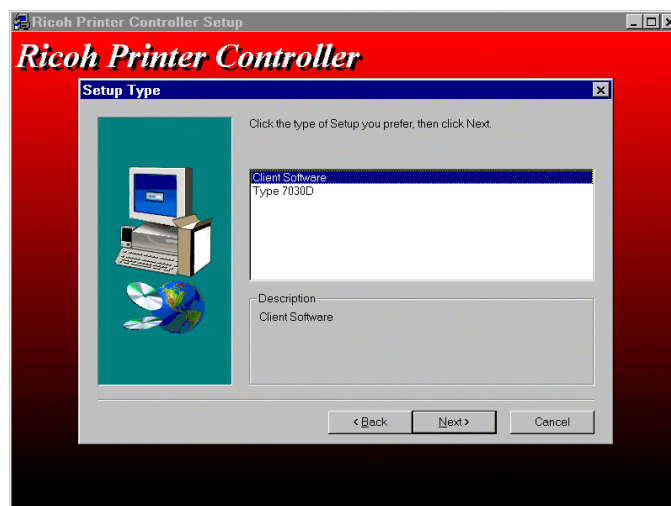 Ricoh Printer Controller Setup
Ricoh Printer Controller
Setup Type
Click the type of Setup you prefer, then click Next.
Client Software
Type 7030D
Description
Client Software
< Back
Next >
Cancel